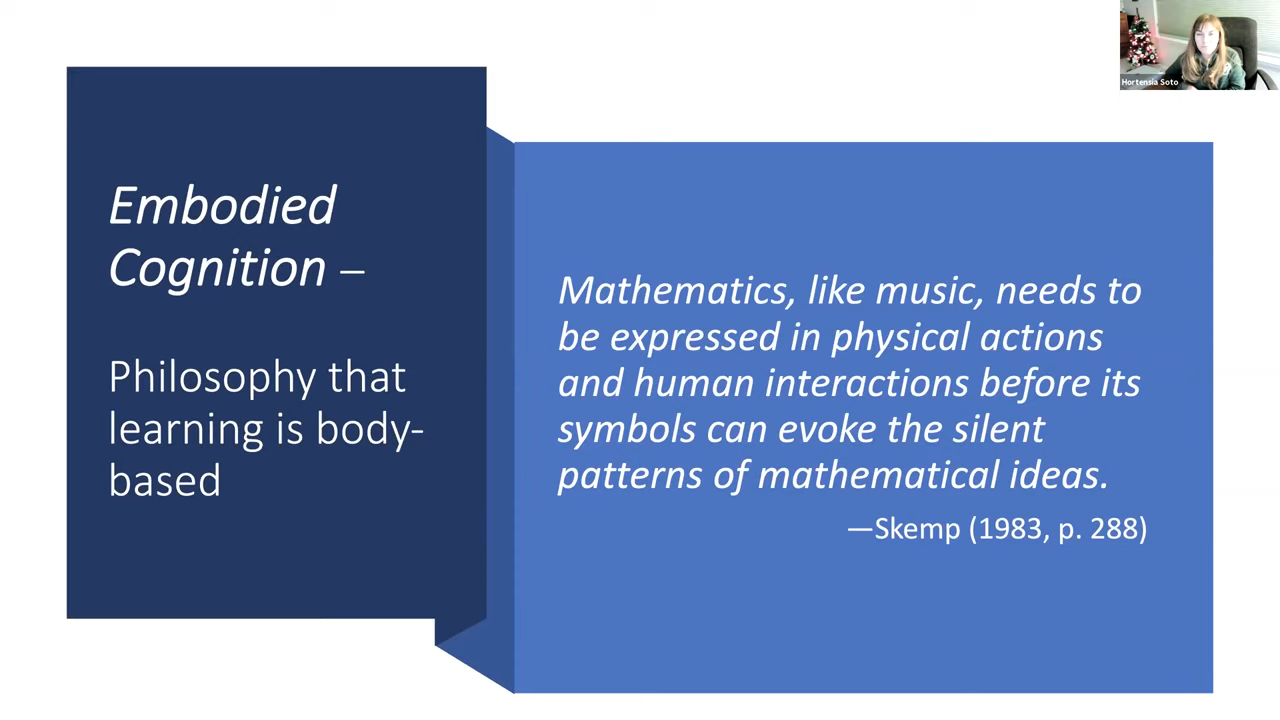 Embodied
Cognition –
Philosophy that
learning is body-
based
Mathematics, like music, needs to
be expressed in physical actions
and human interactions before its
symbols can evoke the silent
patterns of mathematical ideas.
—Skemp (1983, p. 288)
Hortensia Soto